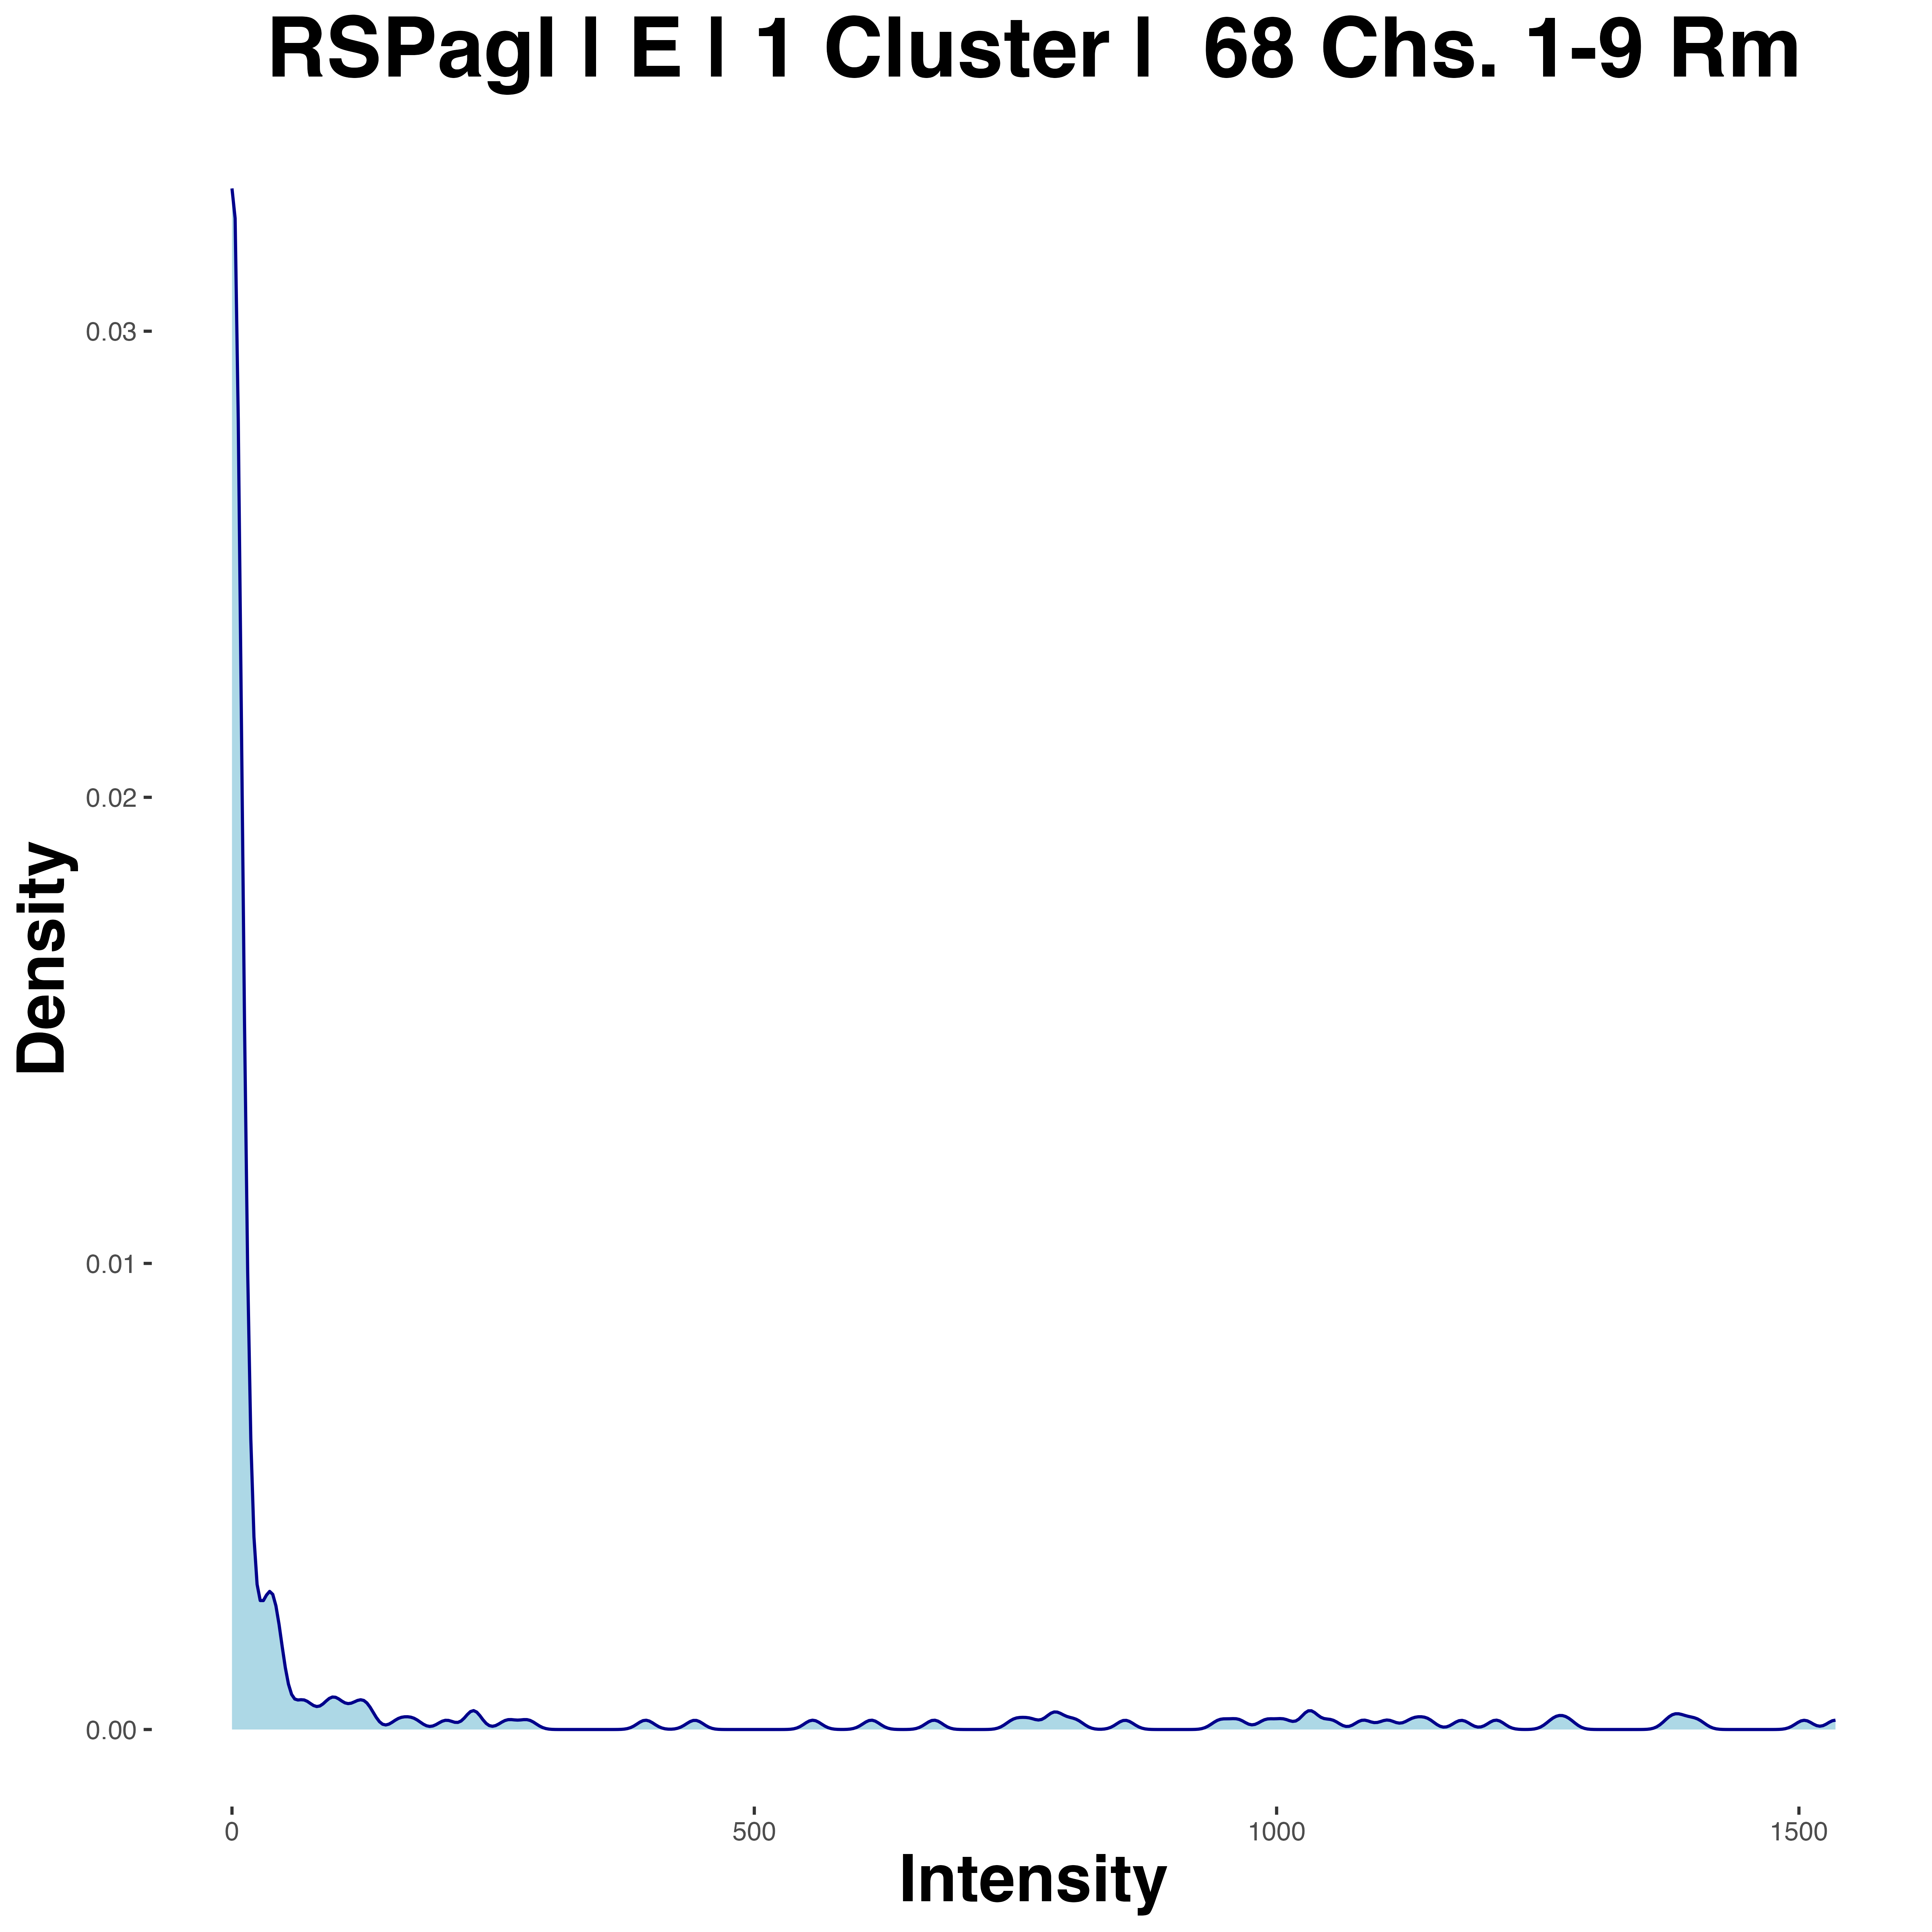 RSPagl | E | 1 Cluster | 68 Chs. 1-9 Rm
0.03
0.02
0.01
0.00
Density
0 500 1000 1500
Intensity